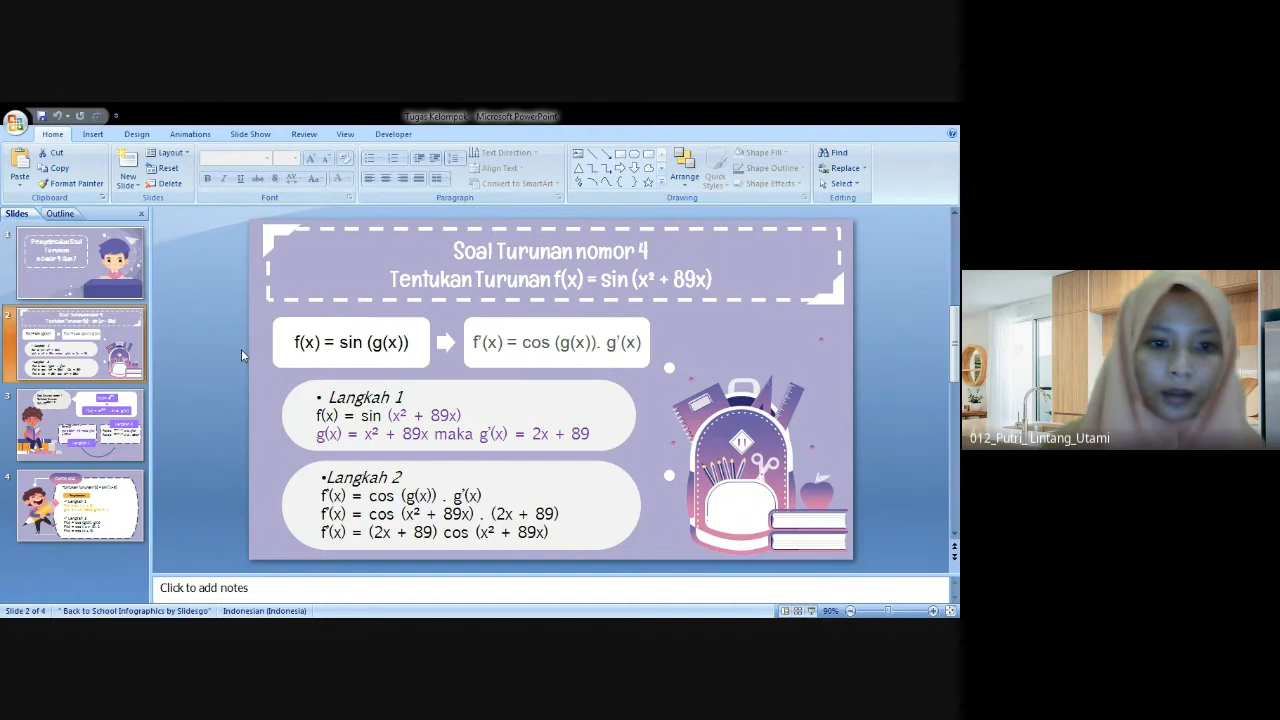 Tugas Kelompok - Microsoft PowerPoint
Home Insert Design Animations Slide Show Review View Developer
Paste
Cut
Copy
Format Painter
Clipboard
New Slide
Layout
Reset
Delete
Slides
Font
Text Direction
Align Text
Convert to SmartArt
Paragraph
Arrange
Quick Styles
Shape Fill
Shape Outline
Shape Effects
Drawing
Find
Replace
Select
Editing
Slides Outline
1
2
3
4
Soal Turunan nomor 4
Tentukan Turunan f(x) = sin (x² + 89x)
f(x) = sin (g(x))
f'(x) = cos (g(x)). g'(x)
• Langkah 1
f(x) = sin (x² + 89x)
g(x) = x² + 89x maka g'(x) = 2x + 89
•Langkah 2
f'(x) = cos (g(x)) . g'(x)
f'(x) = cos (x² + 89x) . (2x + 89)
f'(x) = (2x + 89) cos (x² + 89x)
012_Putri_Lintang_Utami
Click to add notes
Slide 2 of 4 "Back to School Infographics by Slidesgo" Indonesian (Indonesia) 90%